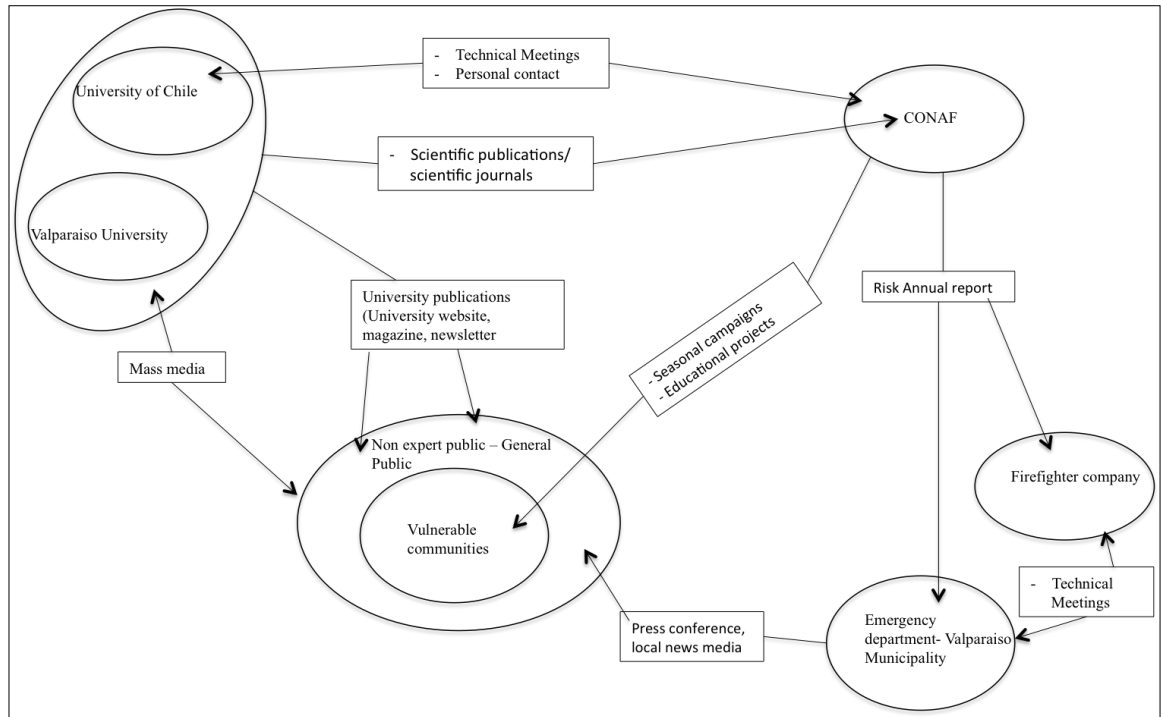 - Technical Meetings
- Personal contact
University of Chile
CONAF
- Scientific publications/
scientific journals
Valparaiso University
University publications
(University website,
magazine, newsletter
Risk Annual report
- Seasonal campaigns
- Educational projects
Mass media
Non expert public – General
Public
Vulnerable
communities
Firefighter company
- Technical
Meetings
Press conference,
local news media
Emergency
department- Valparaiso
Municipality